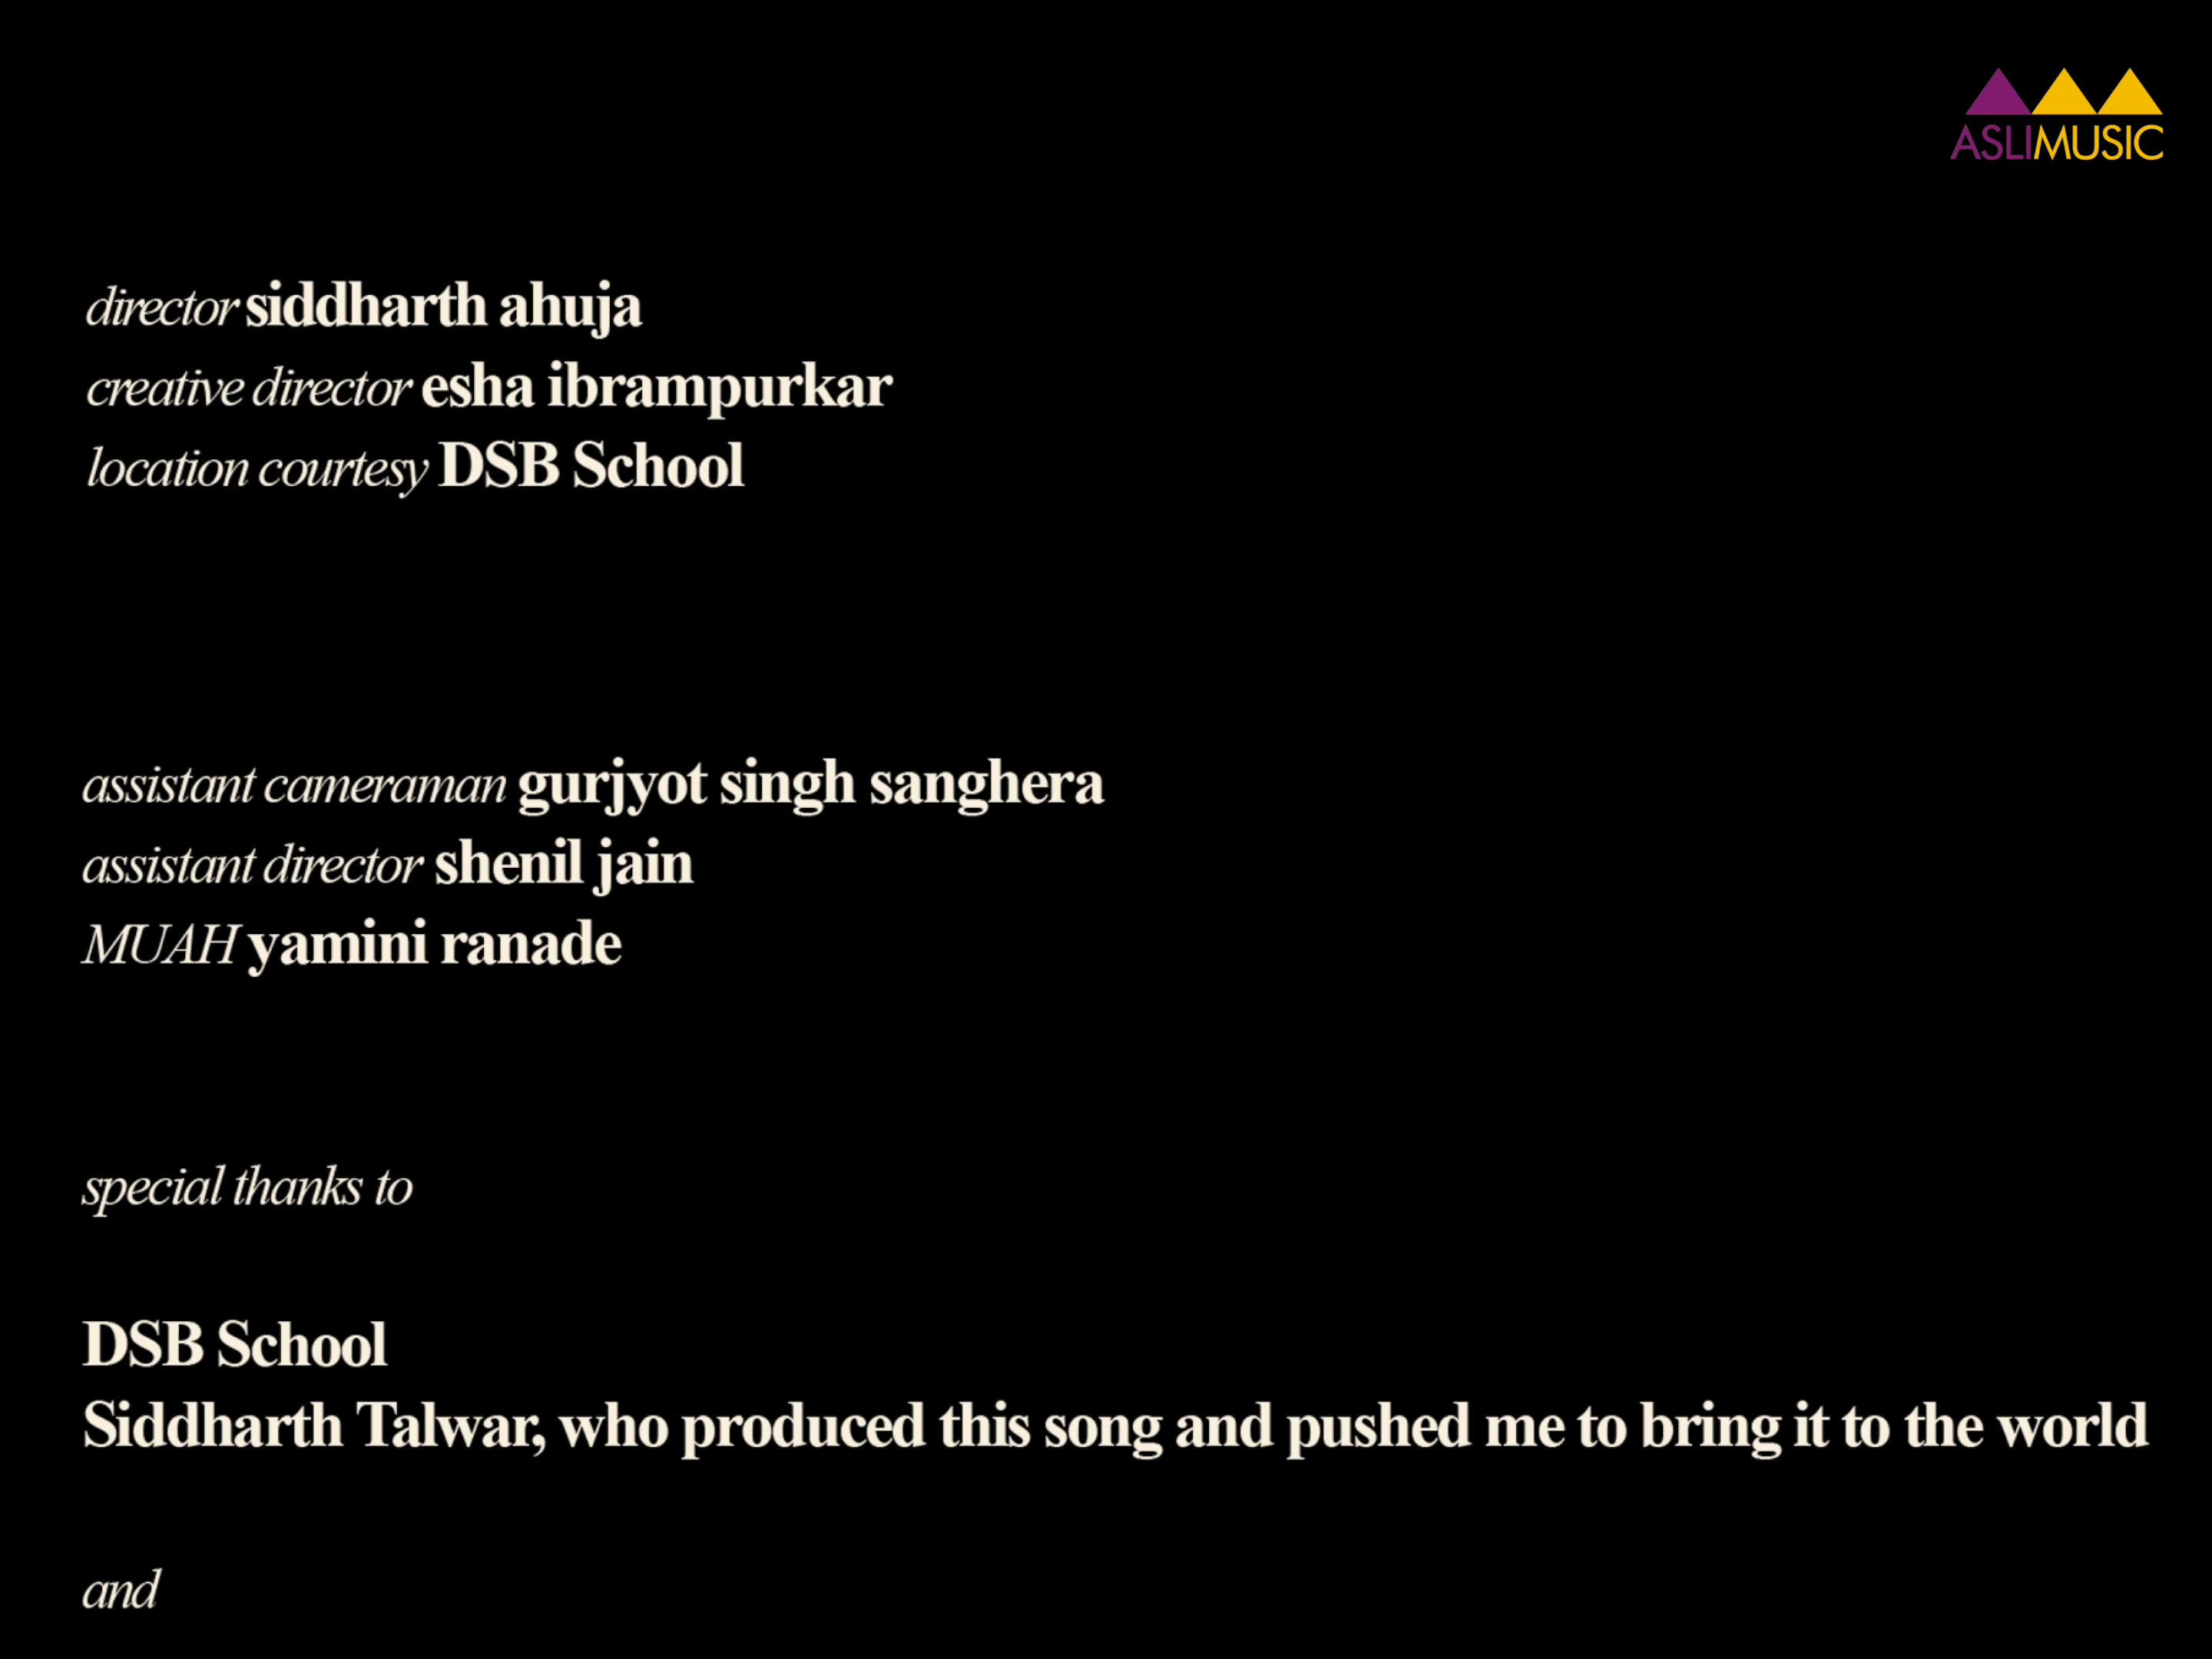 ASLIMUSIC
director siddharth ahuja
creative director esha ibrampurkar
location courtesy DSB School
assistant cameraman gurjyot singh sanghera
assistant director shenil jain
MUAH yamini ranade
special thanks to
DSB School
Siddharth Talwar, who produced this song and pushed me to bring it to the world
and